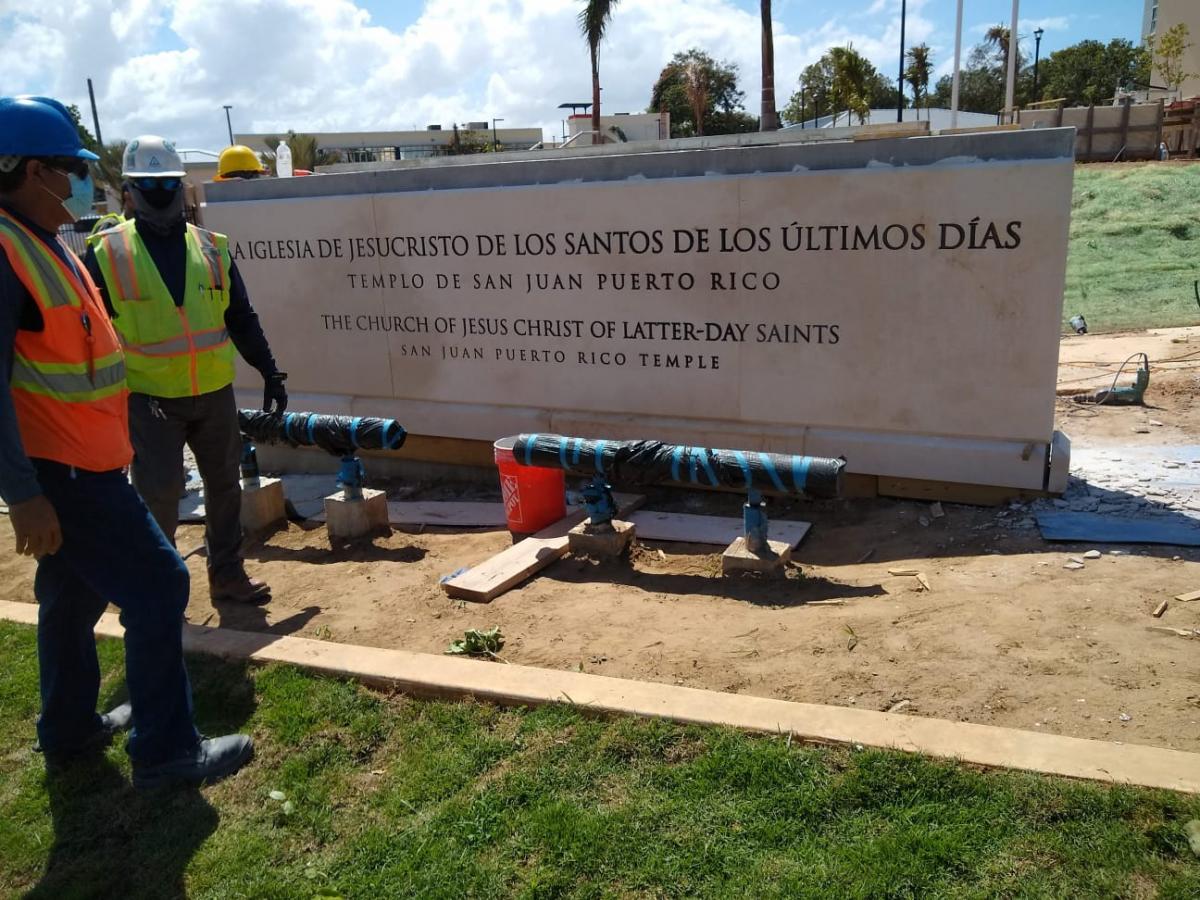 IGLESIA DE JESUCRISTO DE LOS SANTOS DE LOS ÚLTIMOS DÍAS
TEMPLO DE SAN JUAN PUERTO RICO
THE CHURCH OF JESUS CHRIST OF LATTER-DAY SAINTS
SAN JUAN PUERTO RICO TEMPLE